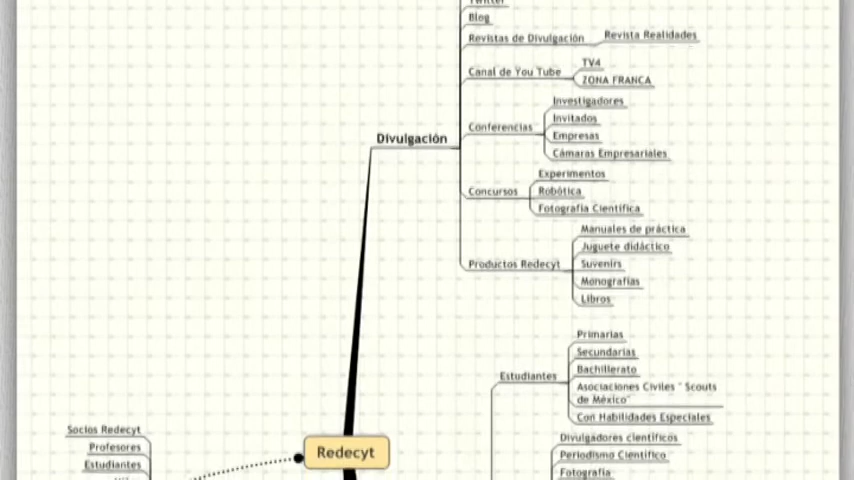 Twitter
Blog
Revistas de Divulgación
Revista Realidades
Canal de You Tube
TV4
ZONA FRANCA
Divulgación
Conferencias
Investigadores
Invitados
Empresas
Cámaras Empresariales
Concursos
Experimentos
Robótica
Fotografía Científica
Productos Redecyt
Manuales de práctica
Juguete didáctico
Suvenirs
Monografías
Libros
Estudiantes
Primarias
Secundarias
Bachillerato
Asociaciones Civiles " Scouts
de México"
Con Habilidades Especiales
Divulgadores científicos
Periodismo Científico
Fotografía
Redecyt
Socios Redecyt
Profesores
Estudiantes